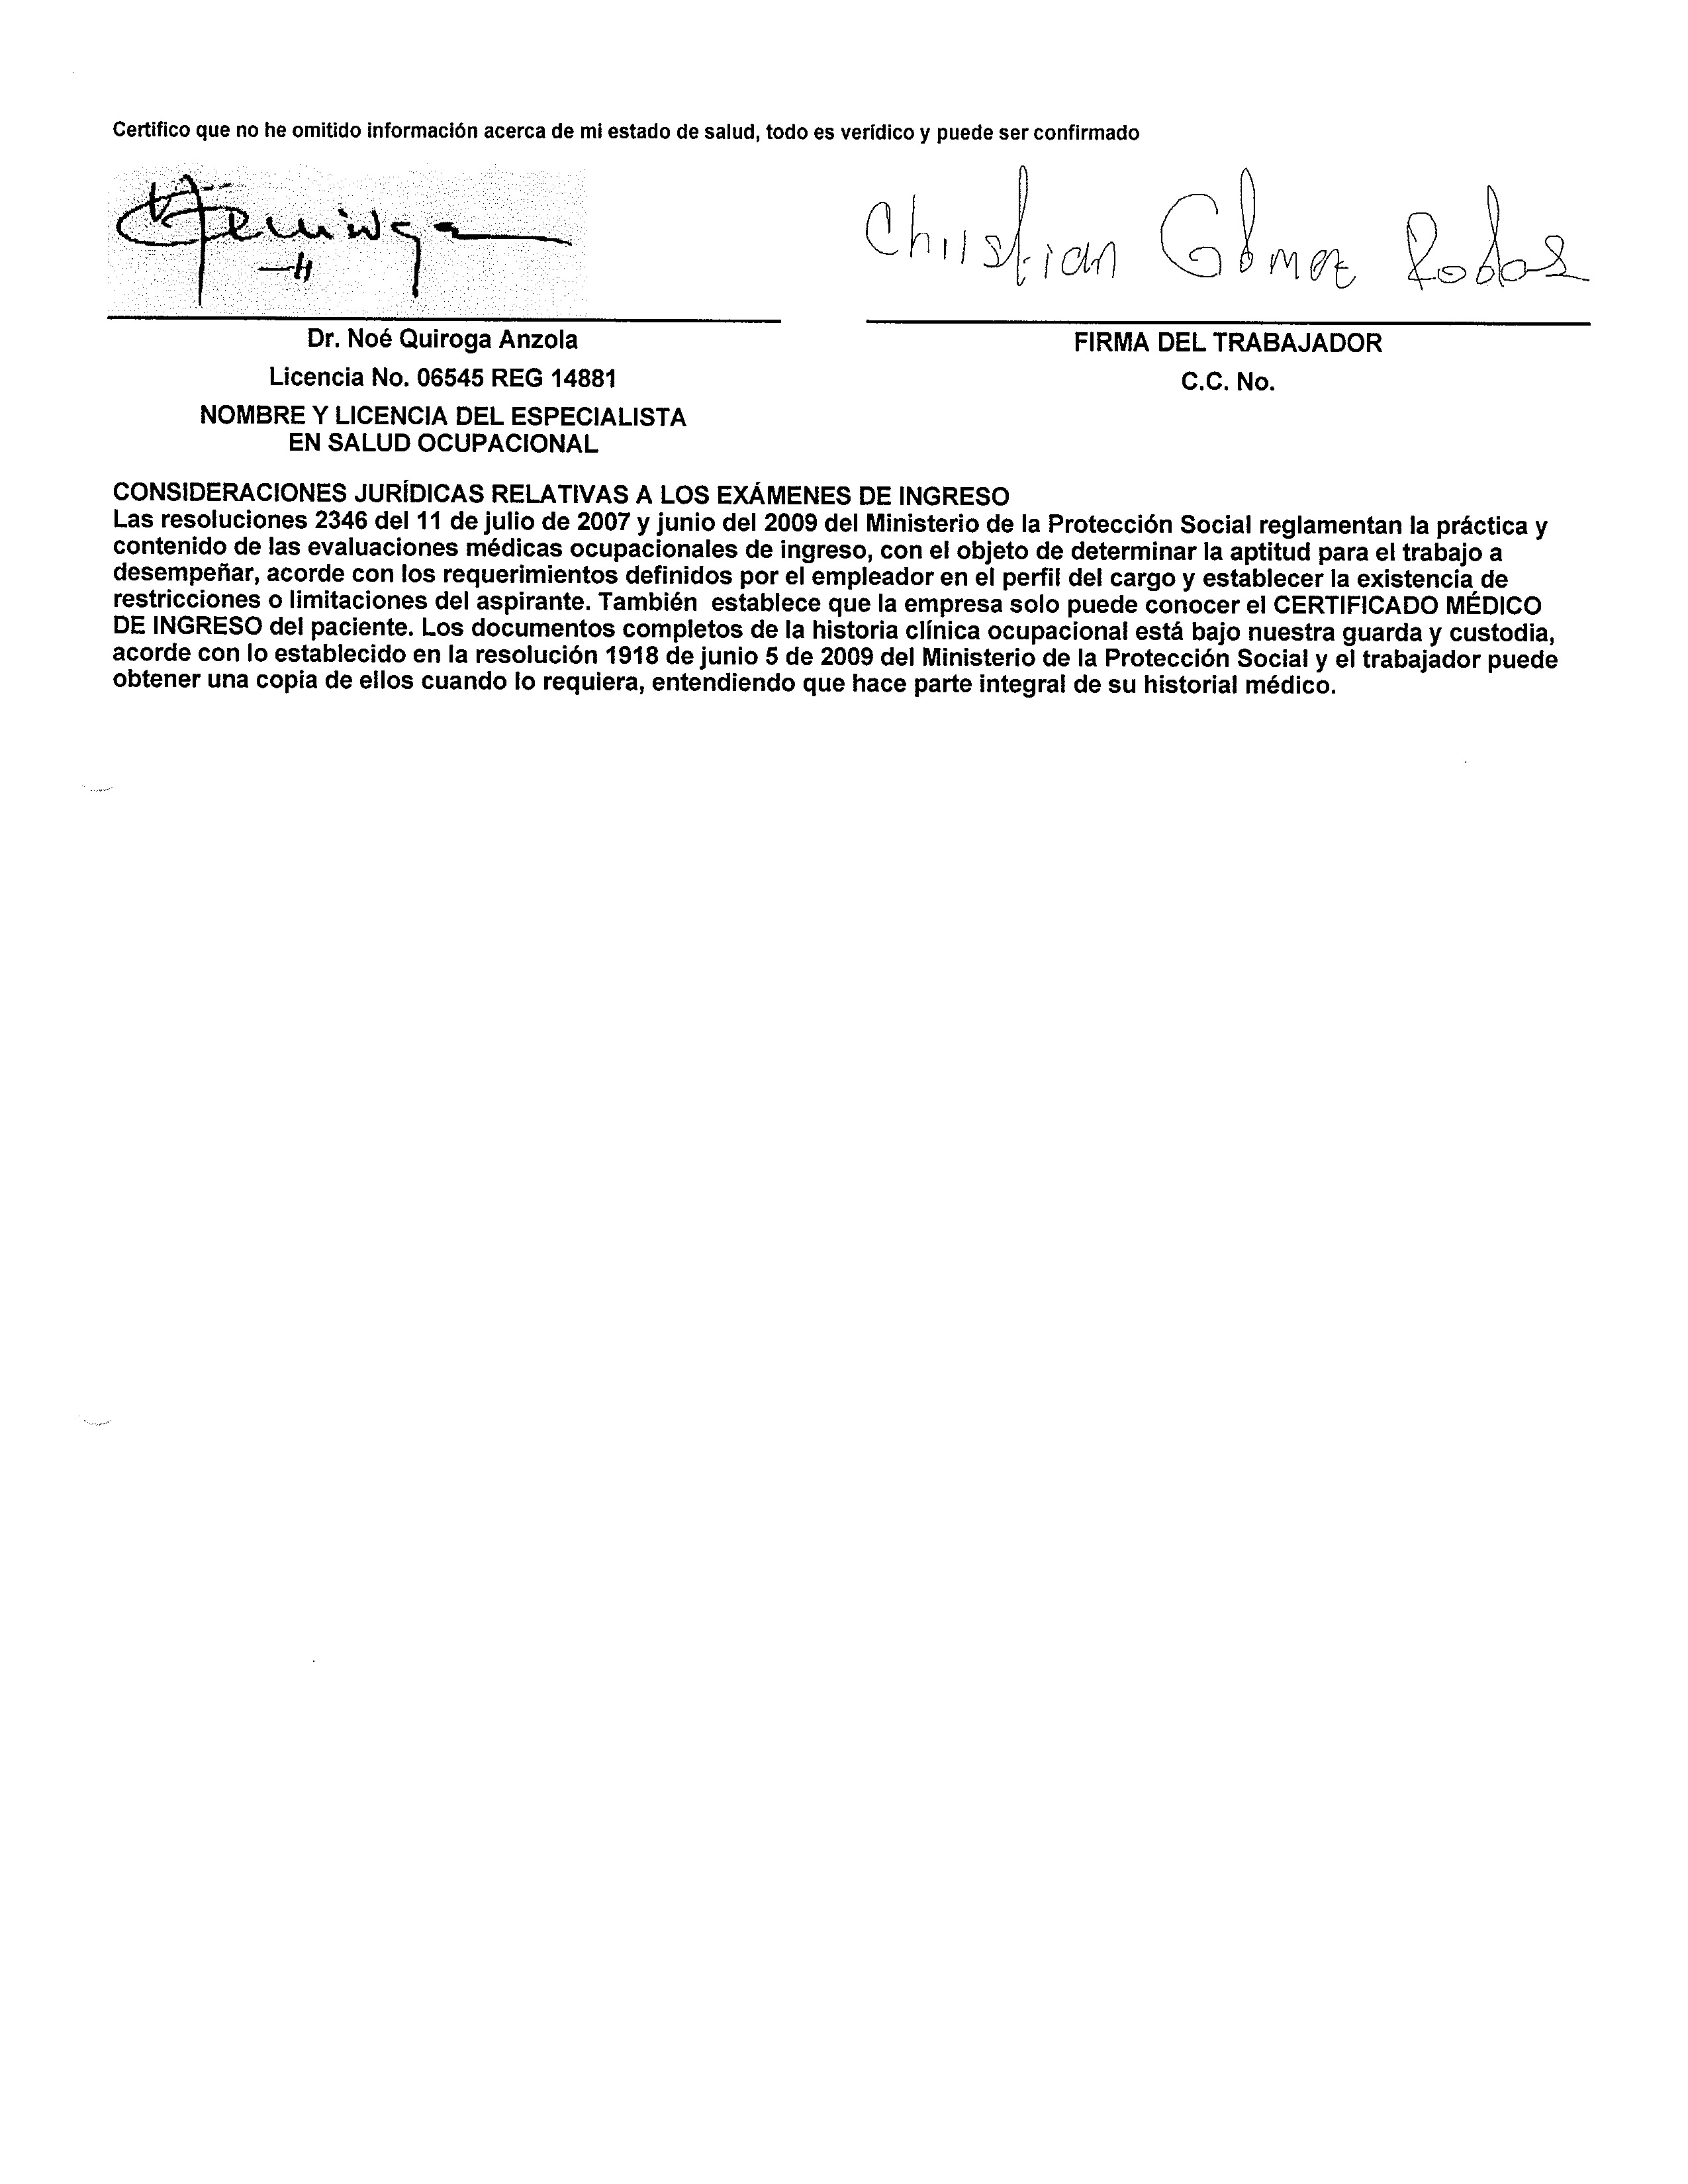 Certifico que no he omitido información acerca de mi estado de salud, todo es verídico y puede ser confirmado
Christian Gómez Rodas
Dr. Noé Quiroga Anzola
Licencia No. 06545 REG 14881
NOMBRE Y LICENCIA DEL ESPECIALISTA
EN SALUD OCUPACIONAL
FIRMA DEL TRABAJADOR
C.C. No.
CONSIDERACIONES JURÍDICAS RELATIVAS A LOS EXÁMENES DE INGRESO
Las resoluciones 2346 del 11 de julio de 2007 y junio del 2009 del Ministerio de la Protección Social reglamentan la práctica y
contenido de las evaluaciones médicas ocupacionales de ingreso, con el objeto de determinar la aptitud para el trabajo a
desempeñar, acorde con los requerimientos definidos por el empleador en el perfil del cargo y establecer la existencia de
restricciones o limitaciones del aspirante. También establece que la empresa solo puede conocer el CERTIFICADO MÉDICO
DE INGRESO del paciente. Los documentos completos de la historia clínica ocupacional está bajo nuestra guarda y custodia,
acorde con lo establecido en la resolución 1918 de junio 5 de 2009 del Ministerio de la Protección Social y el trabajador puede
obtener una copia de ellos cuando lo requiera, entendiendo que hace parte integral de su historial médico.